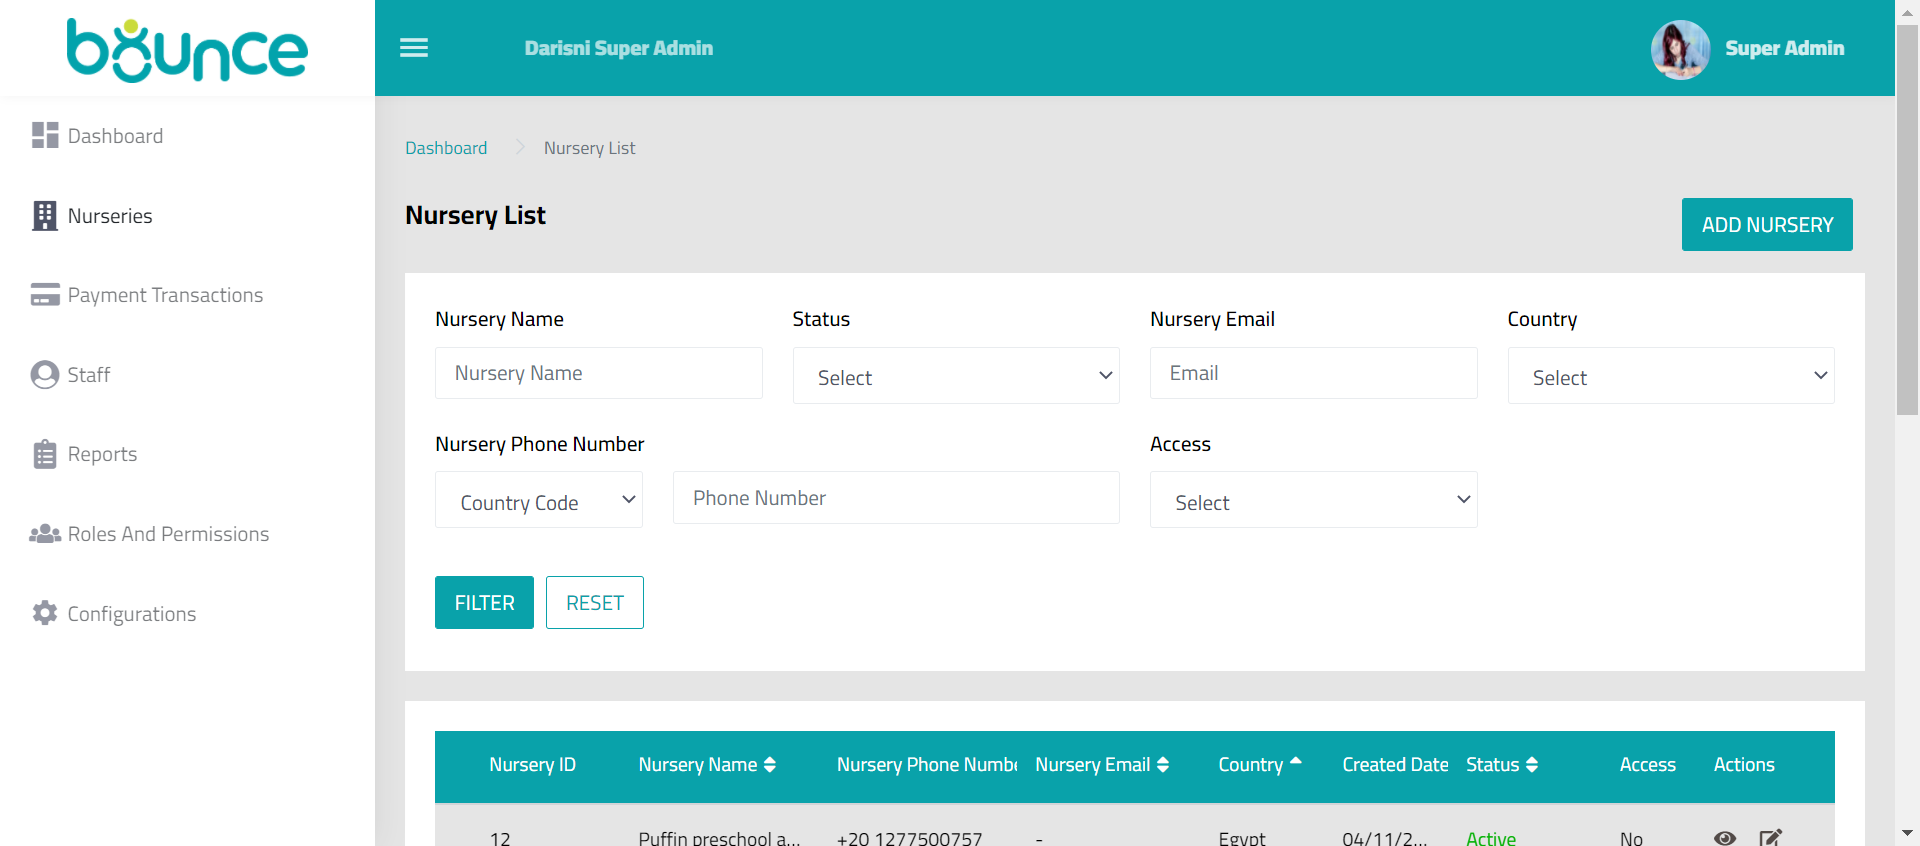 bounce
Darisni Super Admin
Super Admin
Dashboard
Nurseries
Payment Transactions
Staff
Reports
Roles And Permissions
Configurations
Dashboard
Nursery List
Nursery List
ADD NURSERY
Nursery Name
Status
Nursery Email
Country
Nursery Name
Select
Email
Select
Nursery Phone Number
Access
Country Code
Phone Number
Select
FILTER
RESET
Nursery ID
Nursery Name
Nursery Phone Numbe
Nursery Email
Country
Created Date
Status
Access
Actions
12
Puffin preschool a...
+20 1277500757
-
Egypt
04/11/2...
Active
No